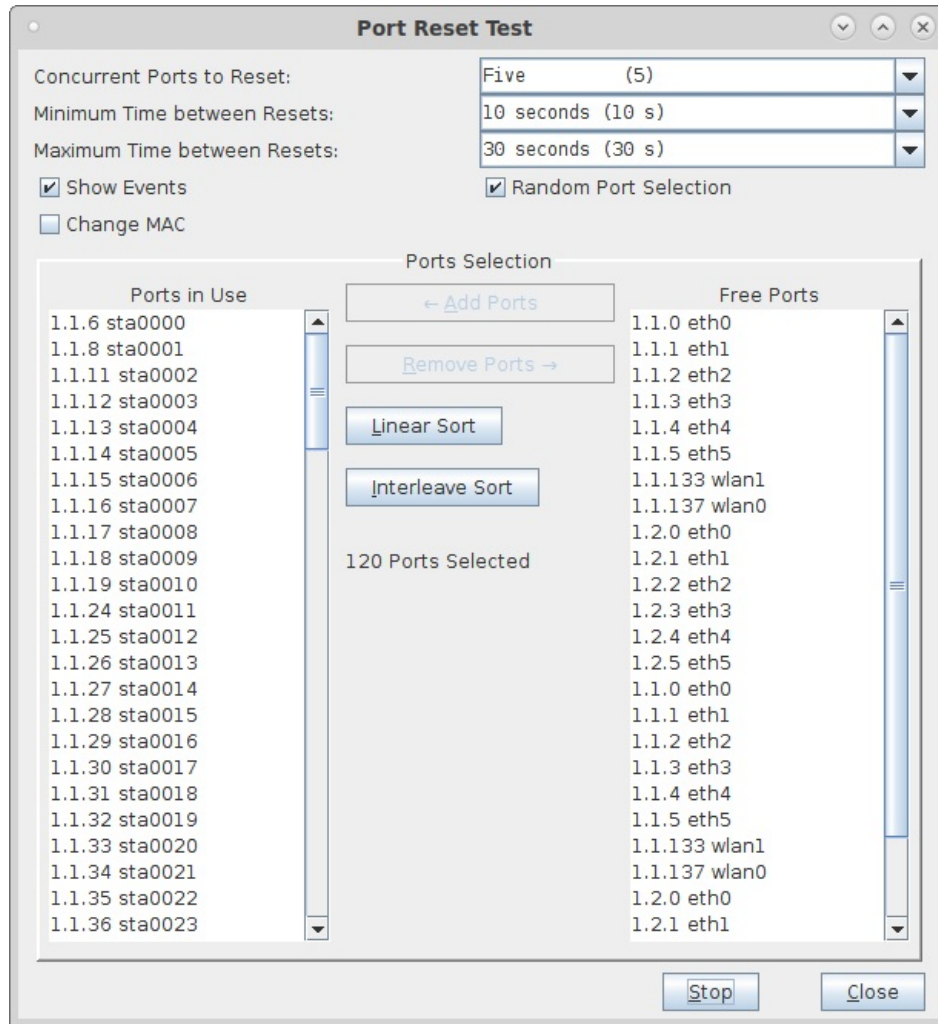 Port Reset Test
Concurrent Ports to Reset:
Five (5)
Minimum Time between Resets:
10 seconds (10 s)
Maximum Time between Resets:
30 seconds (30 s)
Show Events
Random Port Selection
Change MAC
Ports Selection
Ports in Use
1.1.6 sta0000
1.1.8 sta0001
1.1.11 sta0002
1.1.12 sta0003
1.1.13 sta0004
1.1.14 sta0005
1.1.15 sta0006
1.1.16 sta0007
1.1.17 sta0008
1.1.18 sta0009
1.1.19 sta0010
1.1.24 sta0011
1.1.25 sta0012
1.1.26 sta0013
1.1.27 sta0014
1.1.28 sta0015
1.1.29 sta0016
1.1.30 sta0017
1.1.31 sta0018
1.1.32 sta0019
1.1.33 sta0020
1.1.34 sta0021
1.1.35 sta0022
1.1.36 sta0023
← Add Ports
Remove Ports →
Linear Sort
Interleave Sort
120 Ports Selected
Free Ports
1.1.0 eth0
1.1.1 eth1
1.1.2 eth2
1.1.3 eth3
1.1.4 eth4
1.1.5 eth5
1.1.133 wlan1
1.1.137 wlan0
1.2.0 eth0
1.2.1 eth1
1.2.2 eth2
1.2.3 eth3
1.2.4 eth4
1.2.5 eth5
1.1.0 eth0
1.1.1 eth1
1.1.2 eth2
1.1.3 eth3
1.1.4 eth4
1.1.5 eth5
1.1.133 wlan1
1.1.137 wlan0
1.2.0 eth0
1.2.1 eth1
Stop
Close